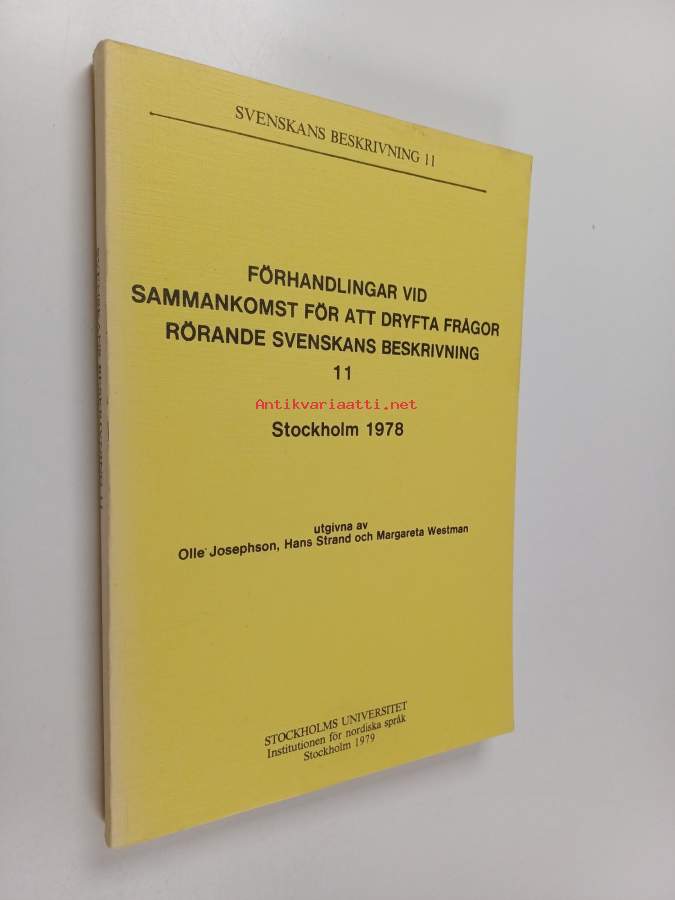 SVENSKANS BESKRIVNING 11
FÖRHANDLINGAR VID
SAMMANKOMST FÖR ATT DRYFTA FRÅGOR
RÖRANDE SVENSKANS BESKRIVNING
11
Antikvariaatti.net
Stockholm 1978
utgivna av
Olle Josephson, Hans Strand och Margareta Westman
STOCKHOLMS UNIVERSITET
Institutionen för nordiska språk
Stockholm 1979